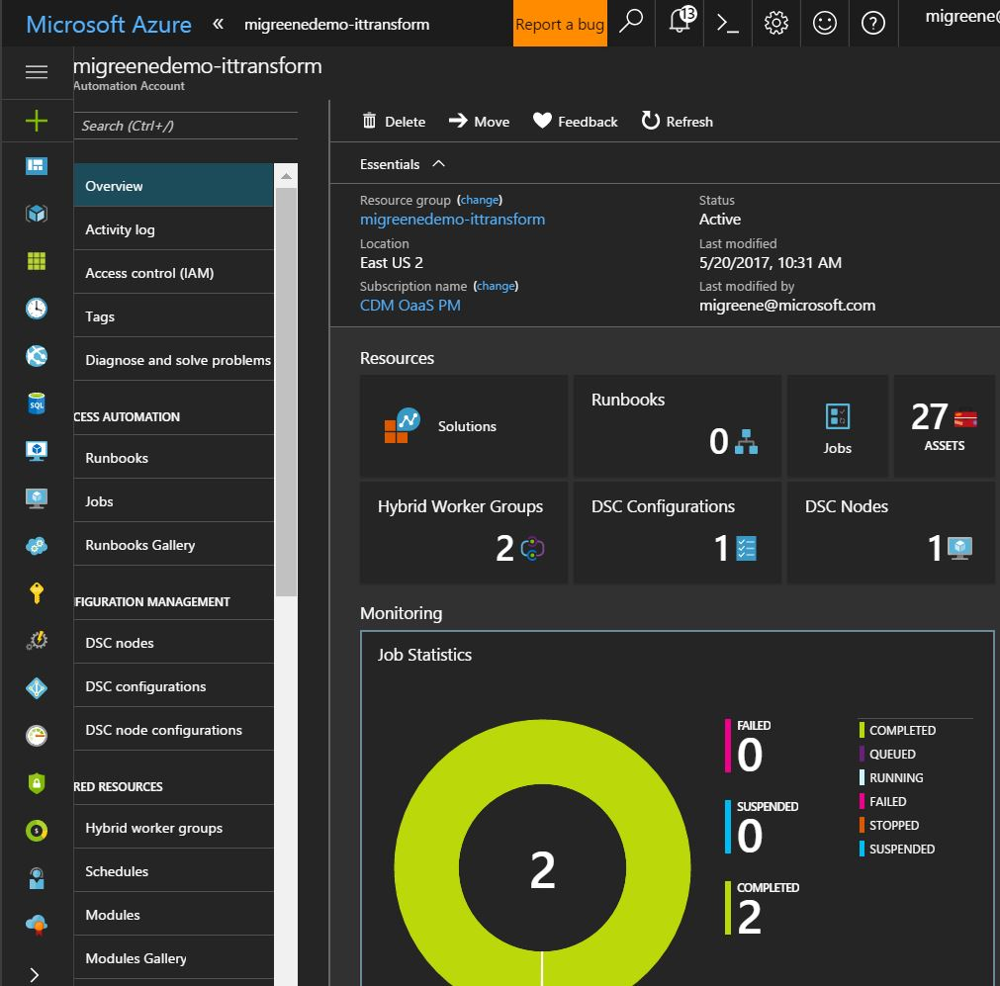 Microsoft Azure « migreenedemo-ittransform Report a bug 13 migreene@
migreenedemo-ittransform
Automation Account
Search (Ctrl+/)
Overview
Activity log
Access control (IAM)
Tags
Diagnose and solve problems
CESS AUTOMATION
Runbooks
Jobs
Runbooks Gallery
FIGURATION MANAGEMENT
DSC nodes
DSC configurations
DSC node configurations
RED RESOURCES
Hybrid worker groups
Schedules
Modules
Modules Gallery
Delete Move Feedback Refresh
Essentials
Resource group (change)
migreenedemo-ittransform
Location
East US 2
Subscription name (change)
CDM OaaS PM
Status
Active
Last modified
5/20/2017, 10:31 AM
Last modified by
migreene@microsoft.com
Resources
Solutions
Runbooks
0
Jobs
27
ASSETS
Hybrid Worker Groups
2
DSC Configurations
1
DSC Nodes
1
Monitoring
Job Statistics
2
FAILED
0
SUSPENDED
0
COMPLETED
2
COMPLETED
QUEUED
RUNNING
FAILED
STOPPED
SUSPENDED
SQL